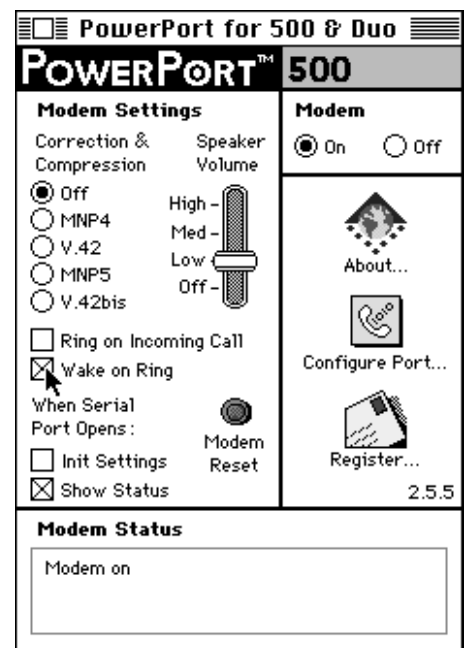 PowerPort for 500 & Duo
POWERPORT™ 500
Modem Settings
Correction & Compression
Off
MNP4
V.42
MNP5
V.42bis
Speaker Volume
High
Med
Low
Off
Ring on Incoming Call
Wake on Ring
When Serial
Port Opens:
Init Settings
Show Status
Modem
Reset
Modem
On
Off
About...
Configure Port...
Register...
2.5.5
Modem Status
Modem on